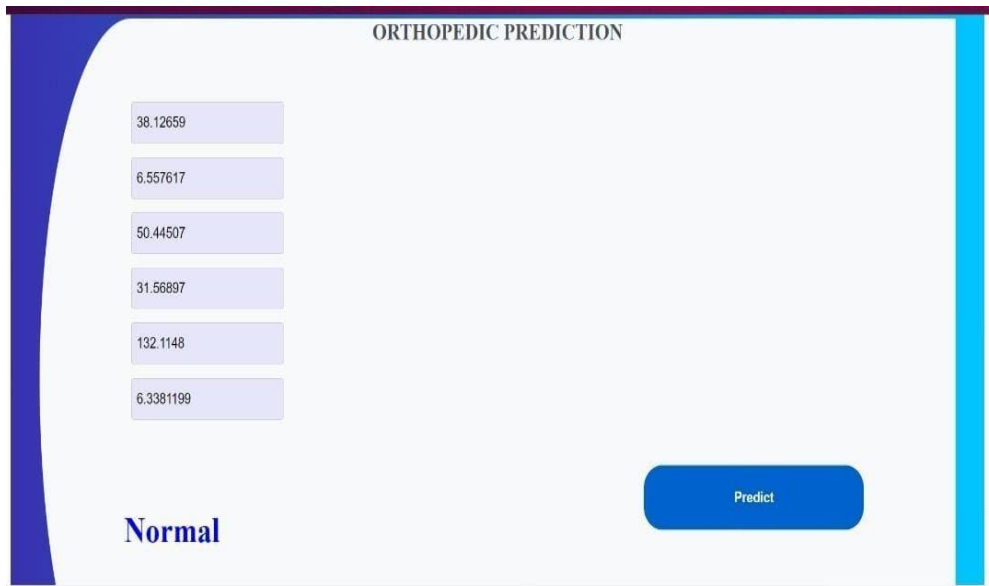 ORTHOPEDIC PREDICTION
38.12659
6.557617
50.44507
31.56897
132.1148
6.3381199
Predict
Normal